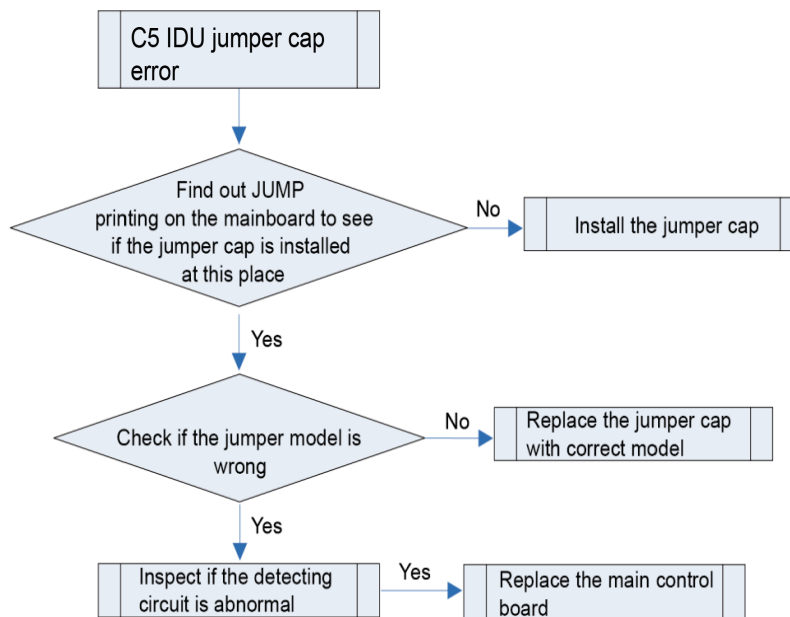 C5 IDU jumper cap
error
Find out JUMP
printing on the mainboard to see
if the jumper cap is installed
at this place
No
Install the jumper cap
Yes
Check if the jumper model is
wrong
No
Replace the jumper cap
with correct model
Yes
Inspect if the detecting
circuit is abnormal
Yes
Replace the main control
board